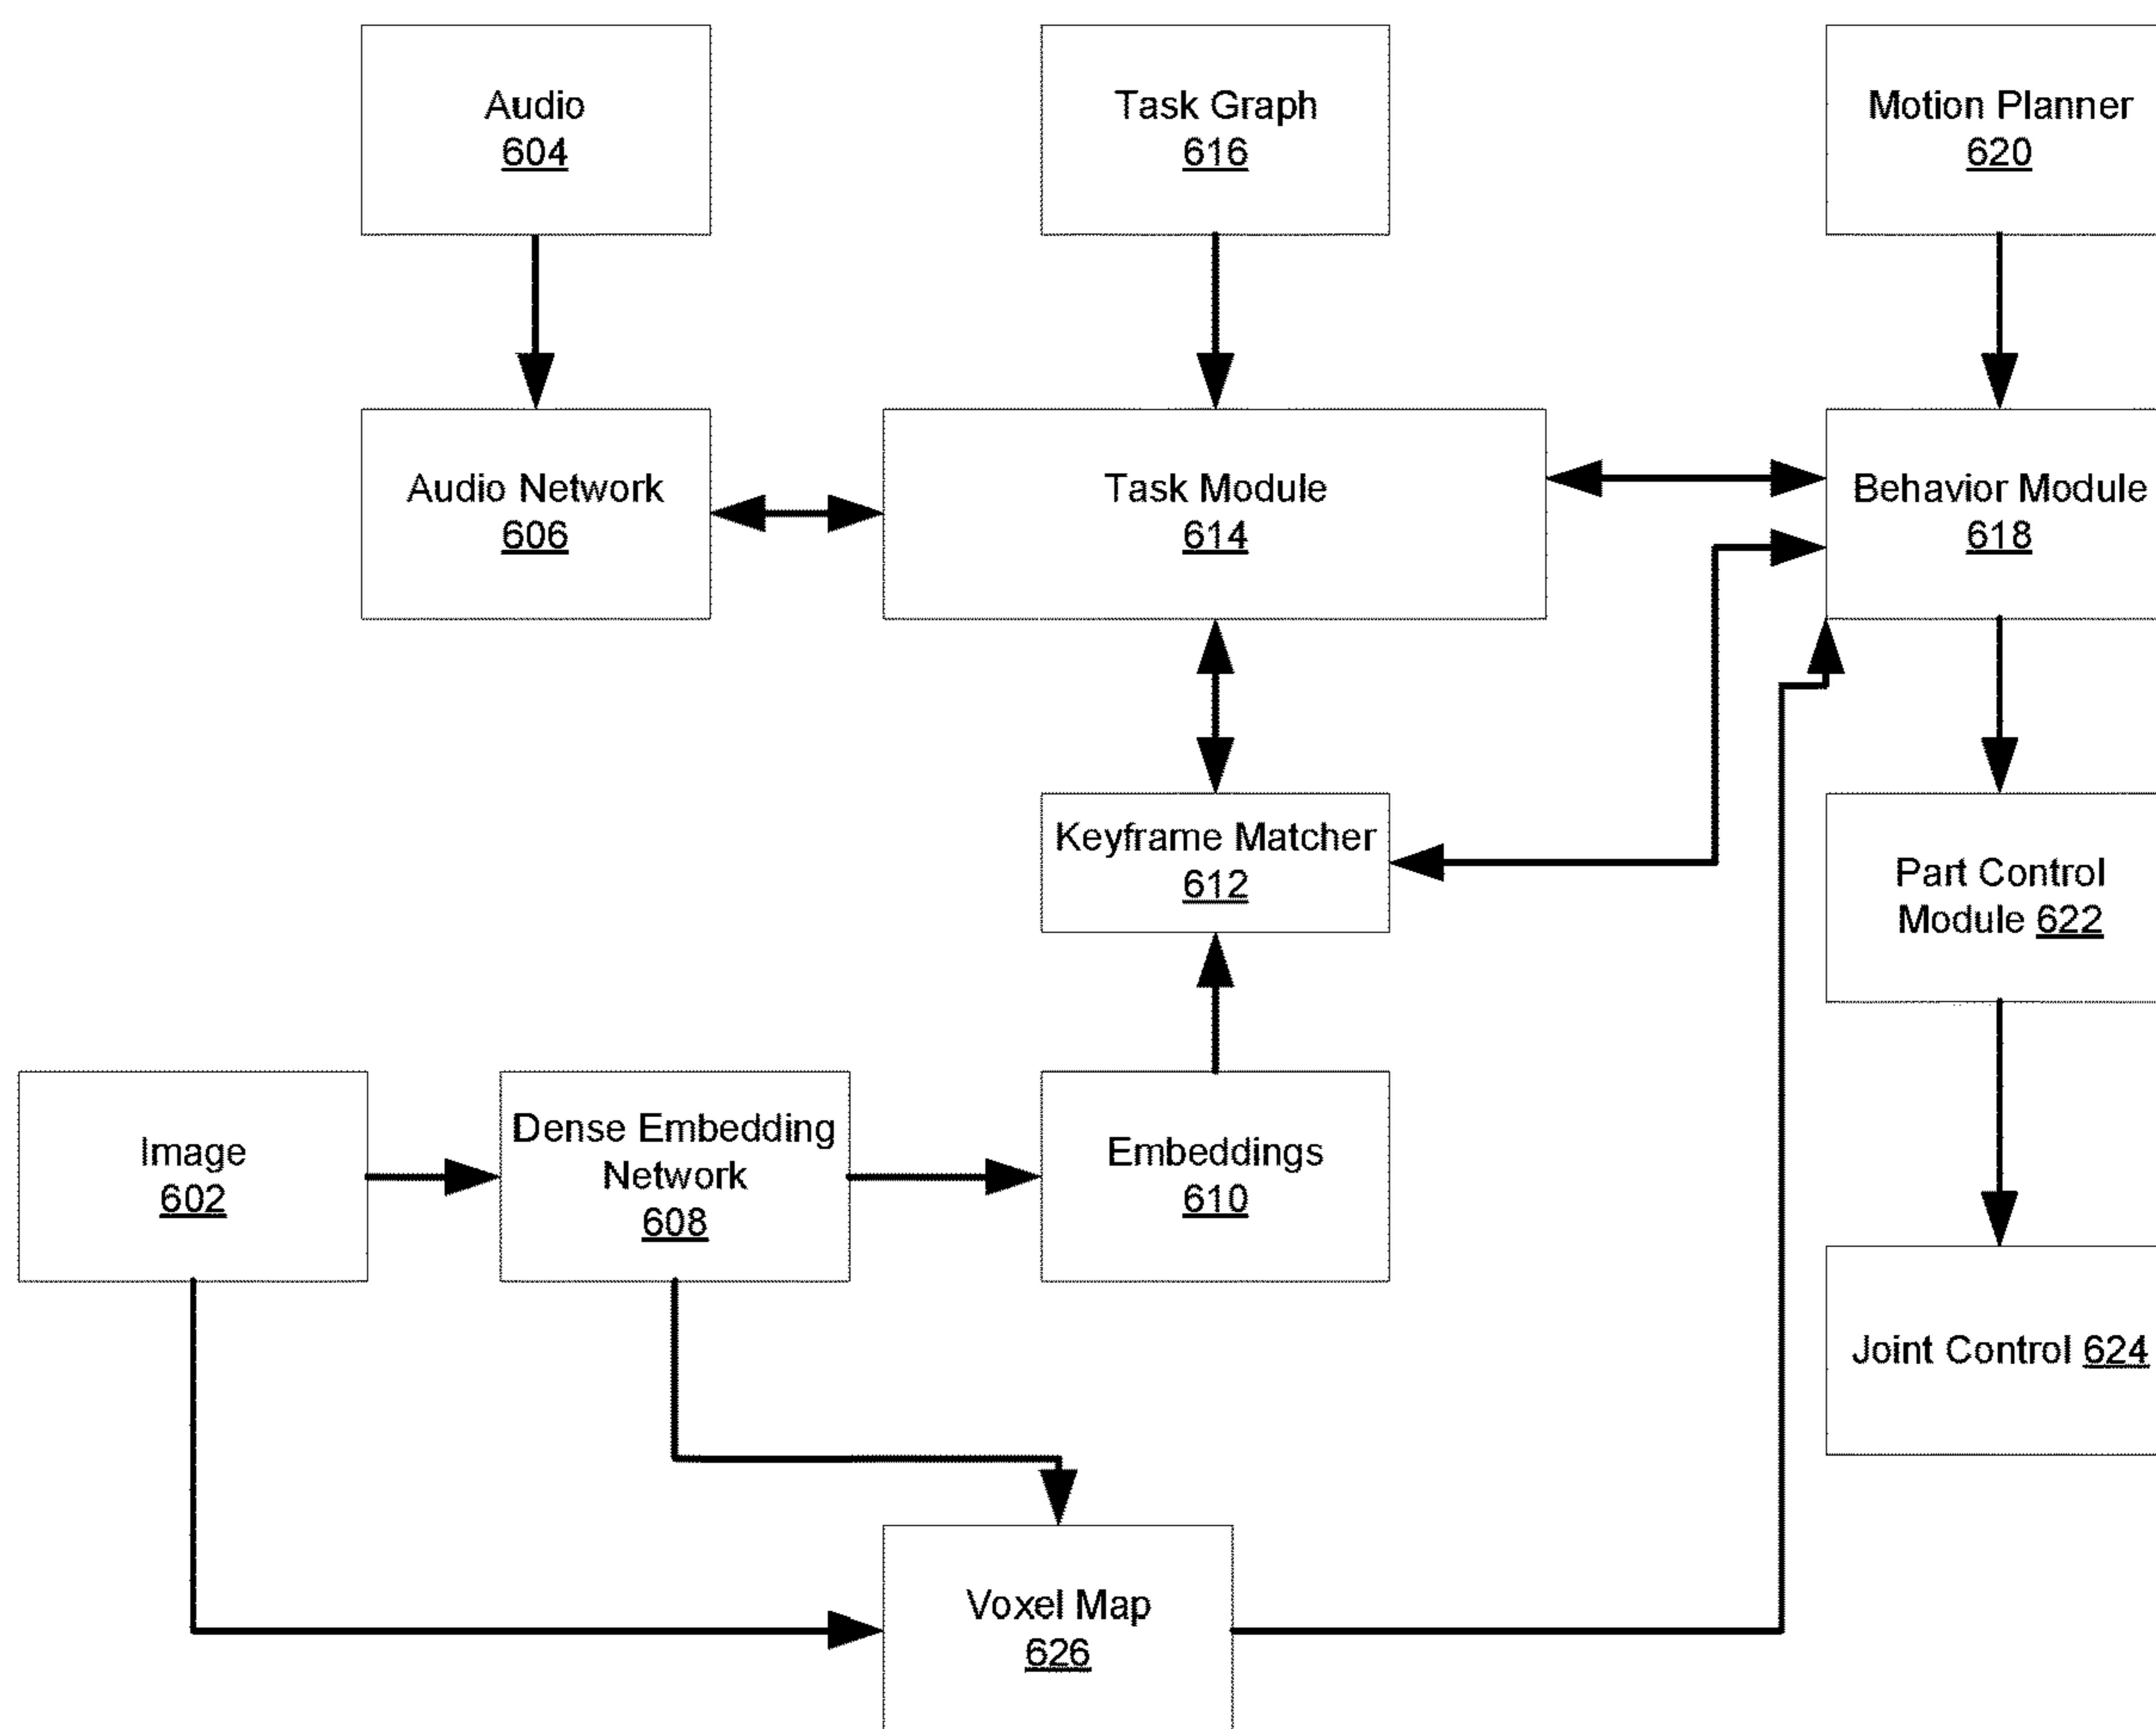 Audio
604
Task Graph
616
Motion Planner
620
Audio Network
606
Task Module
614
Behavior Module
618
Keyframe Matcher
612
Part Control
Module 622
Image
602
Dense Embedding
Network
608
Embeddings
610
Joint Control 624
Voxel Map
626